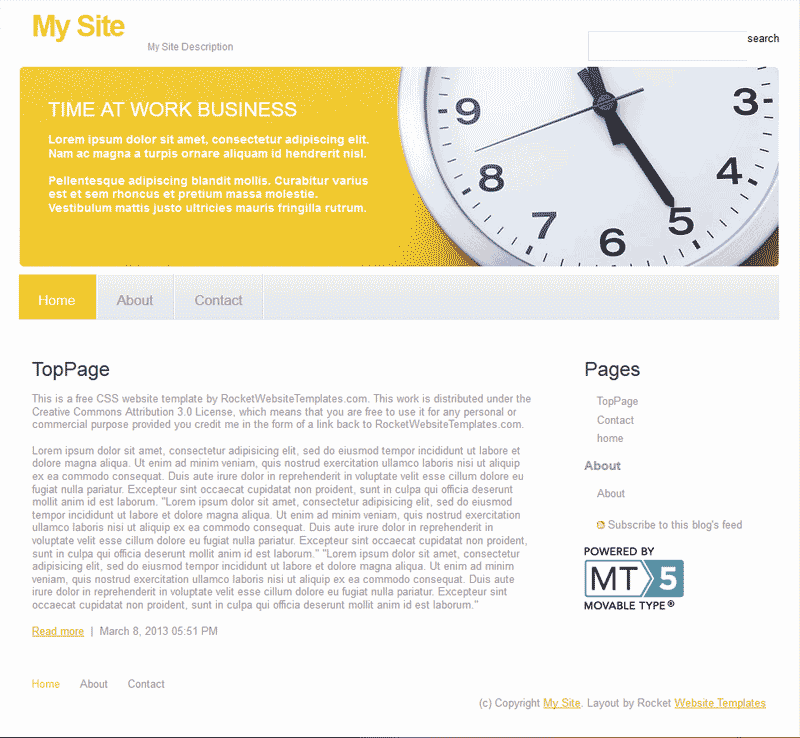 My Site
My Site Description
search
TIME AT WORK BUSINESS
Lorem ipsum dolor sit amet, consectetur adipiscing elit.
Nam ac magna a turpis ornare aliquam id hendrerit nisl.
Pellentesque adipiscing blandit mollis. Curabitur varius
est et sem rhoncus et pretium massa molestie.
Vestibulum mattis justo ultricies mauris fringilla rutrum.
9
8
7
6
5
4
3
Home
About
Contact
TopPage
This is a free CSS website template by RocketWebsiteTemplates.com. This work is distributed under the
Creative Commons Attribution 3.0 License, which means that you are free to use it for any personal or
commercial purpose provided you credit me in the form of a link back to RocketWebsiteTemplates.com.
Lorem ipsum dolor sit amet, consectetur adipisicing elit, sed do eiusmod tempor incididunt ut labore et
dolore magna aliqua. Ut enim ad minim veniam, quis nostrud exercitation ullamco laboris nisi ut aliquip
ex ea commodo consequat. Duis aute irure dolor in reprehenderit in voluptate velit esse cillum dolore eu
fugiat nulla pariatur. Excepteur sint occaecat cupidatat non proident, sunt in culpa qui officia deserunt
mollit anim id est laborum. "Lorem ipsum dolor sit amet, consectetur adipisicing elit, sed do eiusmod
tempor incididunt ut labore et dolore magna aliqua. Ut enim ad minim veniam, quis nostrud exercitation
ullamco laboris nisi ut aliquip ex ea commodo consequat. Duis aute irure dolor in reprehenderit in
voluptate velit esse cillum dolore eu fugiat nulla pariatur. Excepteur sint occaecat cupidatat non proident,
sunt in culpa qui officia deserunt mollit anim id est laborum." "Lorem ipsum dolor sit amet, consectetur
adipisicing elit, sed do eiusmod tempor incididunt ut labore et dolore magna aliqua. Ut enim ad minim
veniam, quis nostrud exercitation ullamco laboris nisi ut aliquip ex ea commodo consequat. Duis aute
irure dolor in reprehenderit in voluptate velit esse cillum dolore eu fugiat nulla pariatur. Excepteur sint
occaecat cupidatat non proident, sunt in culpa qui officia deserunt mollit anim id est laborum."
Read more | March 8, 2013 05:51 PM
Pages
TopPage
Contact
home
About
About
Subscribe to this blog's feed
POWERED BY
MT 5
MOVABLE TYPE®
Home
About
Contact
(c) Copyright My Site. Layout by Rocket Website Templates